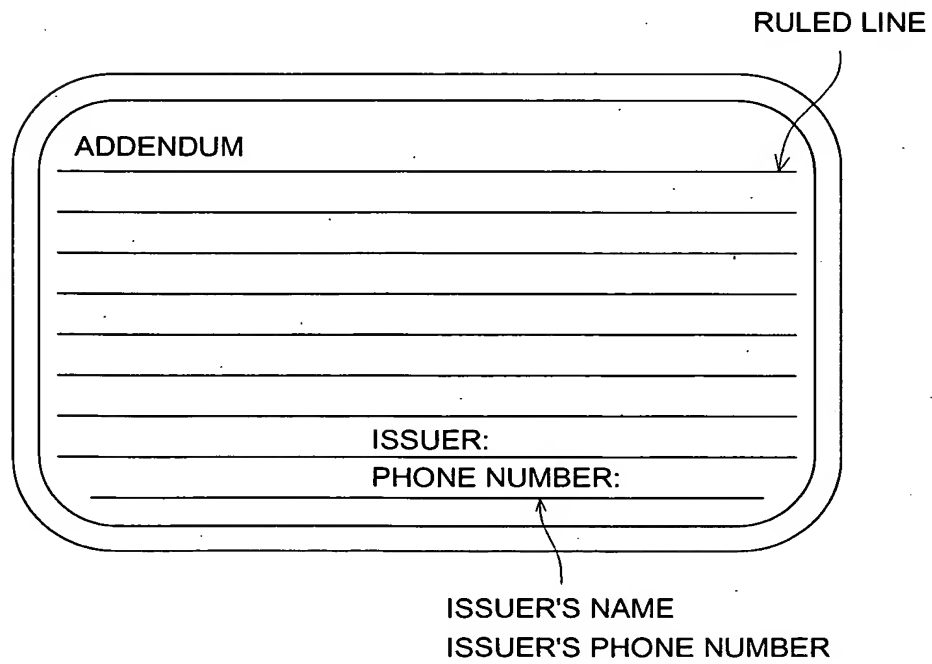 RULED LINE
ADDENDUM
ISSUER:
PHONE NUMBER:
ISSUER'S NAME
ISSUER'S PHONE NUMBER